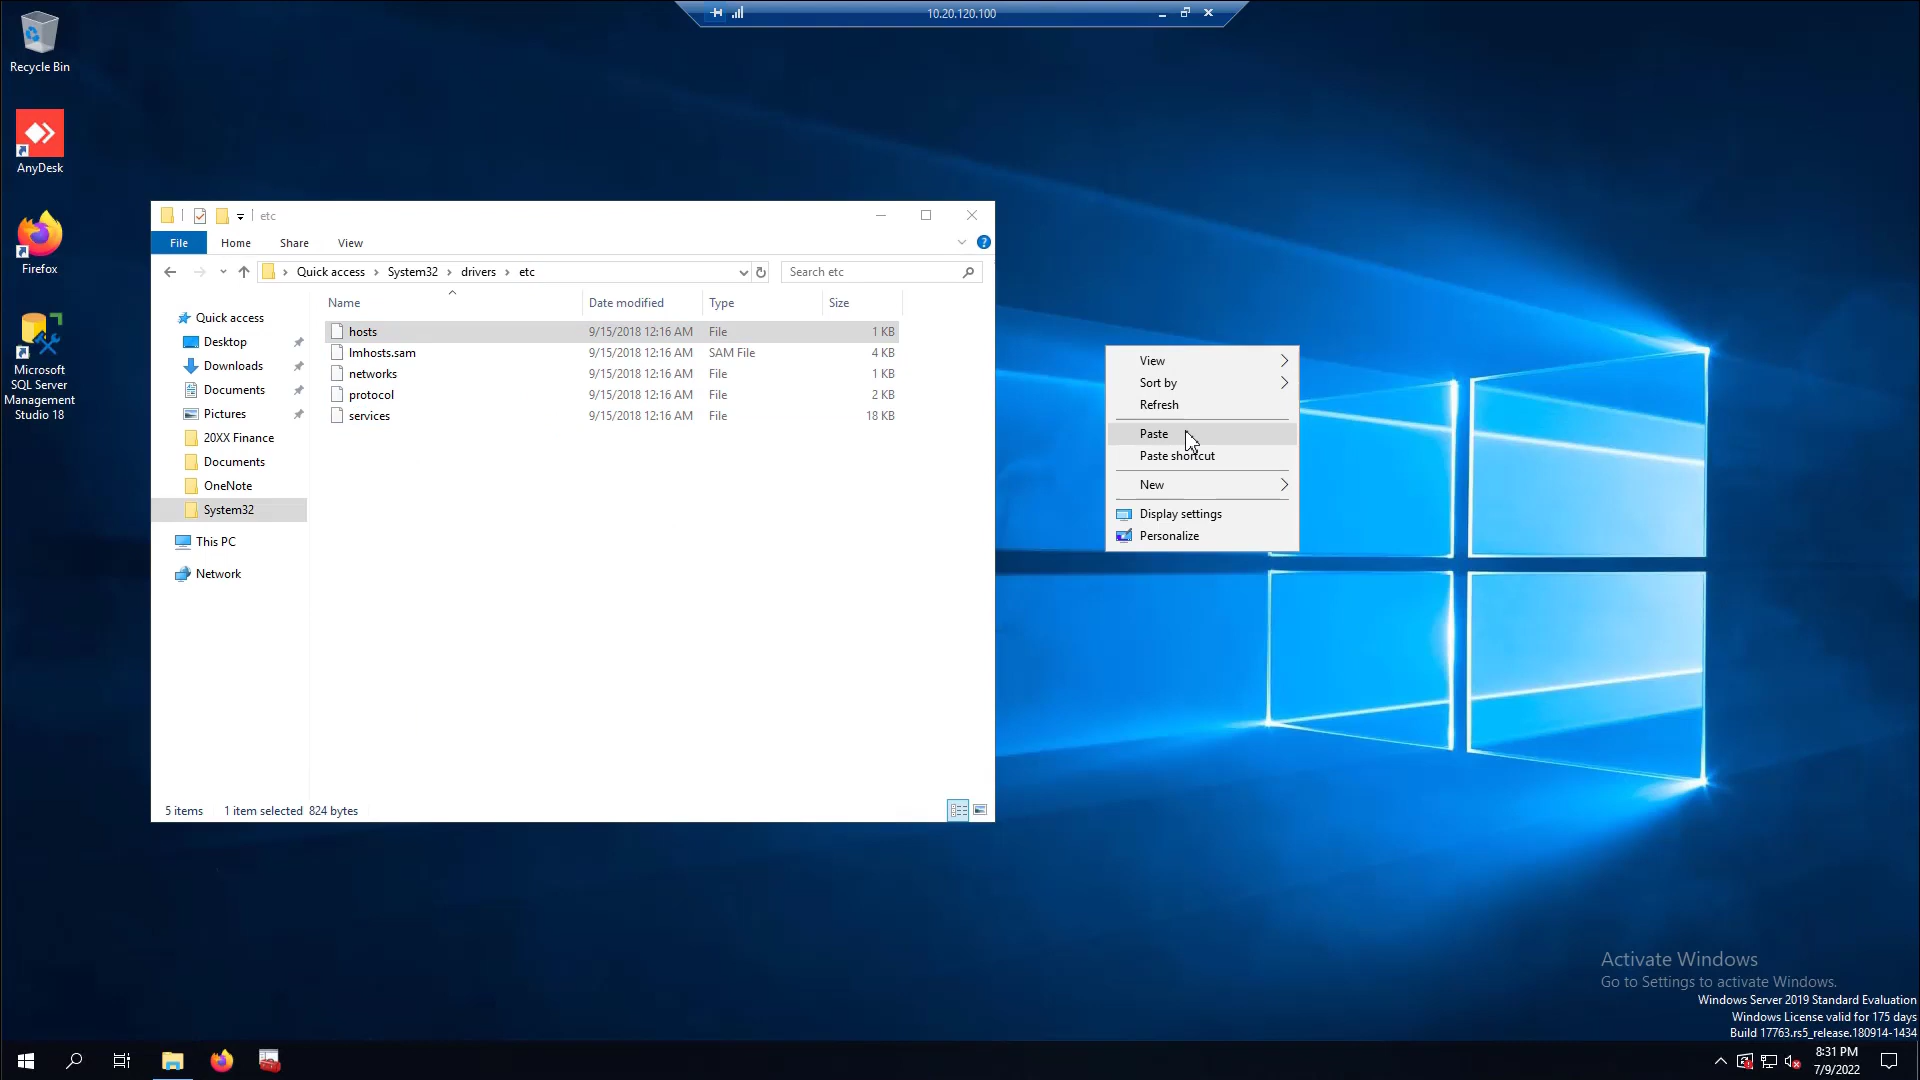 10.20.120.100
Recycle Bin
AnyDesk
Firefox
Microsoft
SQL Server
Management
Studio 18
etc
File
Home
Share
View
Quick access
System32
drivers
etc
Search etc
Name
Date modified
Type
Size
Quick access
Desktop
Downloads
Documents
Pictures
20XX Finance
Documents
OneNote
System32
This PC
Network
hosts 9/15/2018 12:16 AM File 1 KB
lmhosts.sam 9/15/2018 12:16 AM SAM File 4 KB
networks 9/15/2018 12:16 AM File 1 KB
protocol 9/15/2018 12:16 AM File 2 KB
services 9/15/2018 12:16 AM File 18 KB
5 items 1 item selected 824 bytes
View
Sort by
Refresh
Paste
Paste shortcut
New
Display settings
Personalize
Activate Windows
Go to Settings to activate Windows.
Windows Server 2019 Standard Evaluation
Windows License valid for 175 days
Build 17763.rs5_release.180914-1434
8:31 PM
7/9/2022